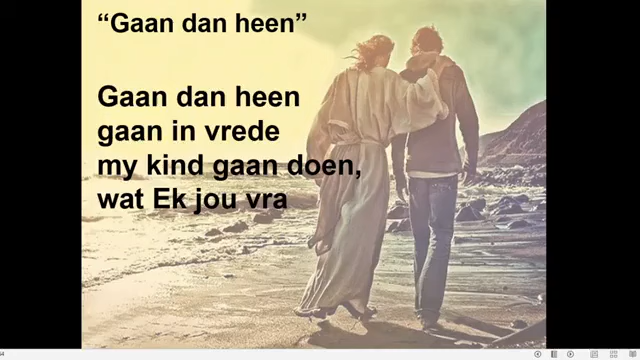 “Gaan dan heen”
Gaan dan heen
gaan in vrede
my kind gaan doen,
wat Ek jou vra